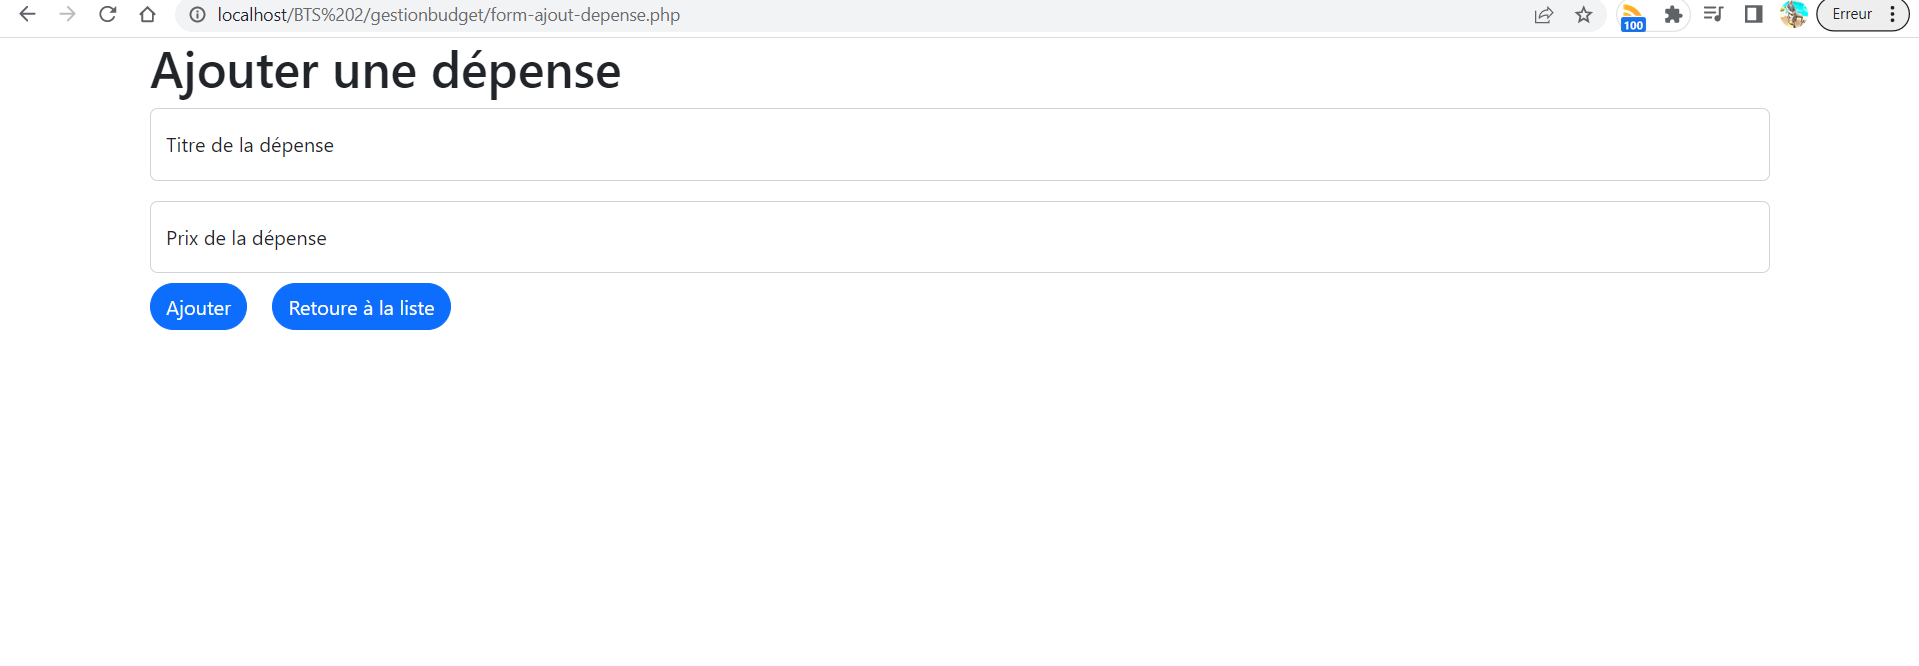 localhost/BTS%202/gestionbudget/form-ajout-depense.php
100
Erreur
Ajouter une dépense
Titre de la dépense
Prix de la dépense
Ajouter
Retoure à la liste